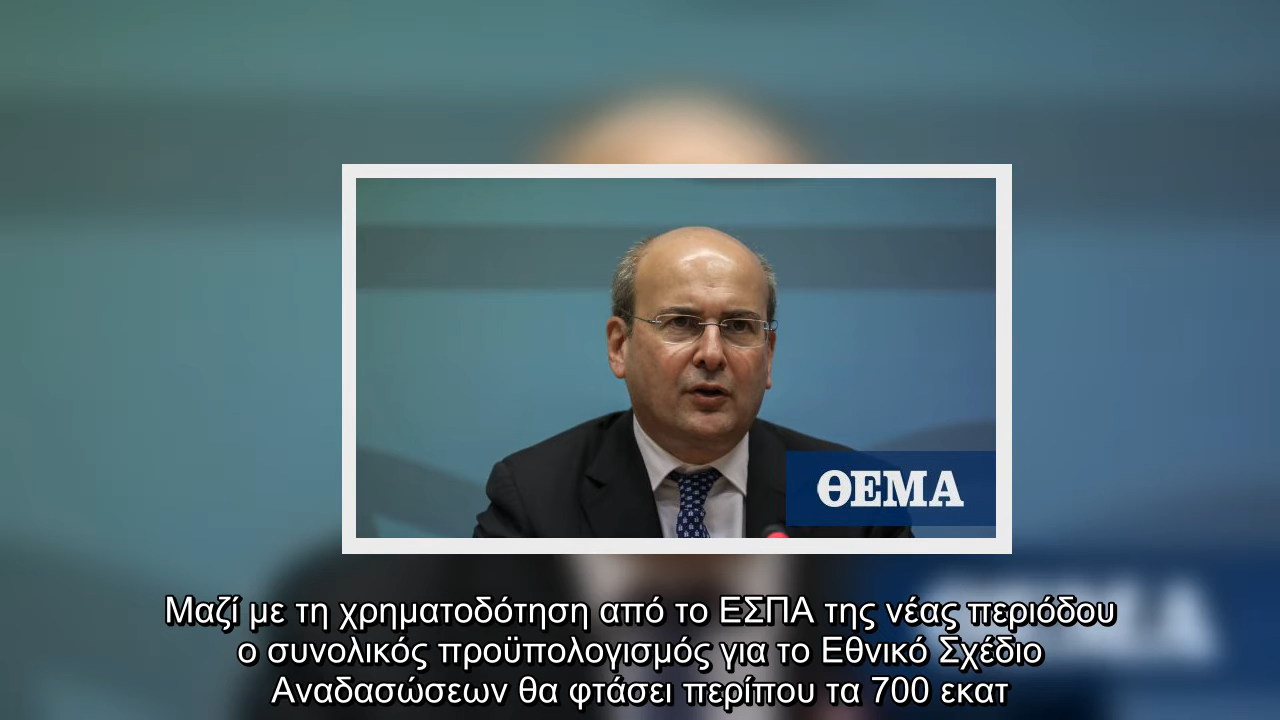 ΘΕΜΑ
Μαζί με τη χρηματοδότηση από το ΕΣΠΑ της νέας περιόδου
ο συνολικός προϋπολογισμός για το Εθνικό Σχέδιο
Αναδασώσεων θα φτάσει περίπου τα 700 εκατ